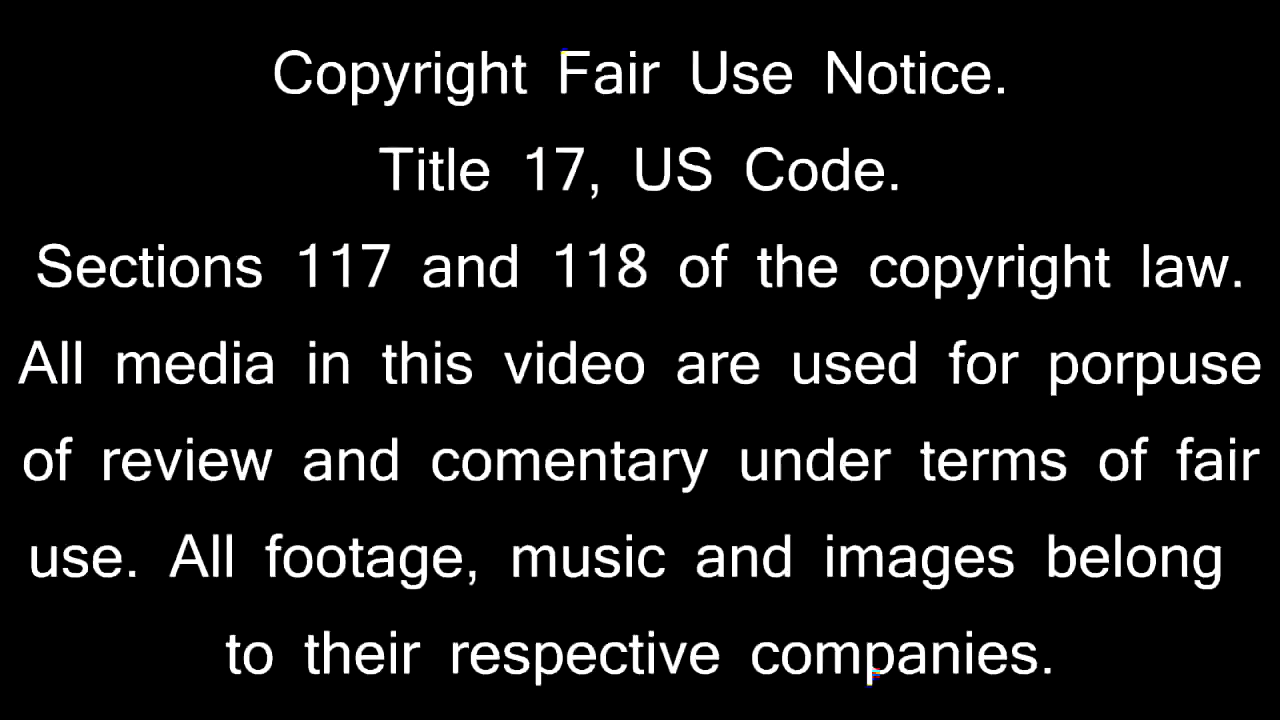 Copyright Fair Use Notice.
Title 17, US Code.
Sections 117 and 118 of the copyright law.
All media in this video are used for porpuse
of review and comentary under terms of fair
use. All footage, music and images belong
to their respective companies.